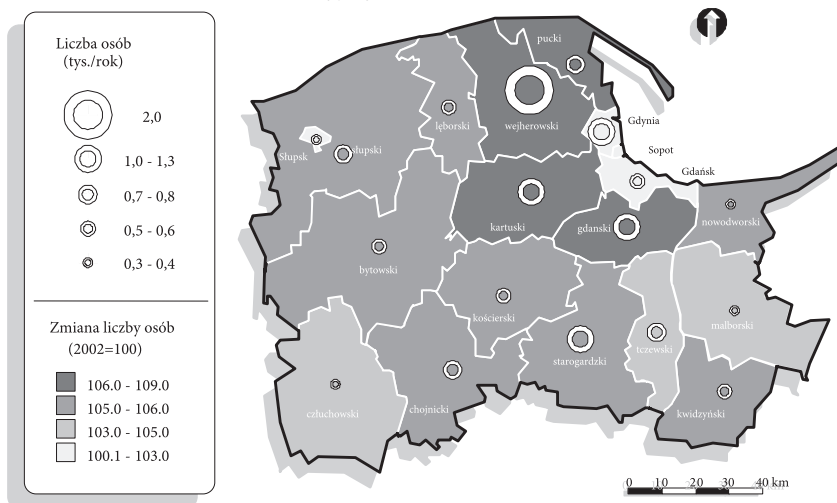 Liczba osób
(tys./rok)
2,0
1,0 - 1,3
0,7 - 0,8
0,5 - 0,6
0,3 - 0,4
Zmiana liczby osób
(2002=100)
106.0 - 109.0
105.0 - 106.0
103.0 - 105.0
100.1 - 103.0
pucki
Gdynia
lęborski
wejherowski
Słupsk
słupski
Sopot
Gdańsk
nowodworski
kartuski
gdanski
bytowski
kościerski
malborski
tczewski
starogardzki
człuchowski
chojnicki
kwidzyński
0 10 20 30 40 km